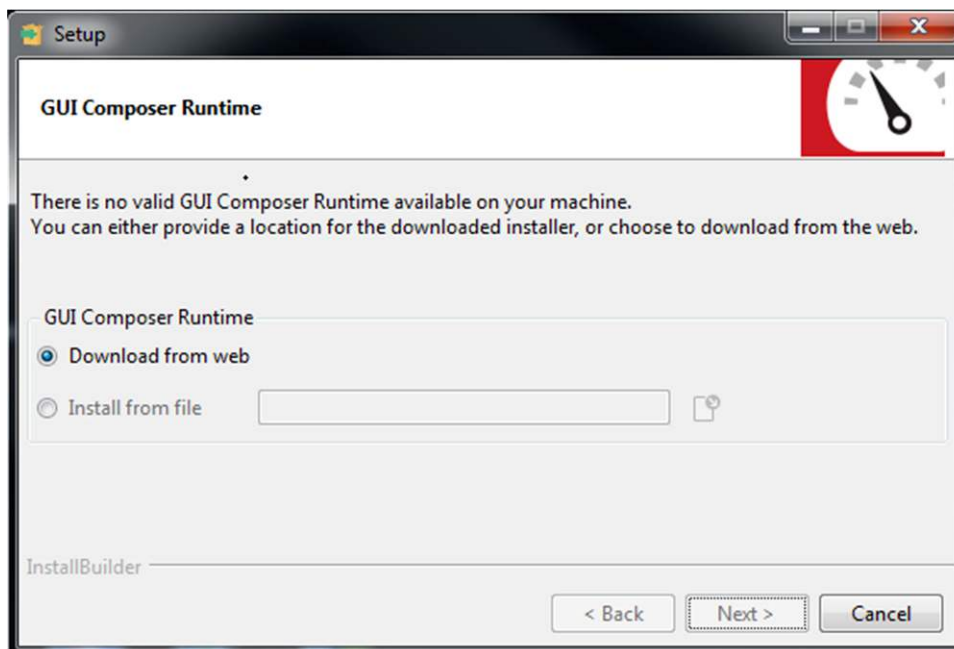 Setup
GUI Composer Runtime
There is no valid GUI Composer Runtime available on your machine.
You can either provide a location for the downloaded installer, or choose to download from the web.
GUI Composer Runtime
Download from web
Install from file
InstallBuilder
< Back Next > Cancel